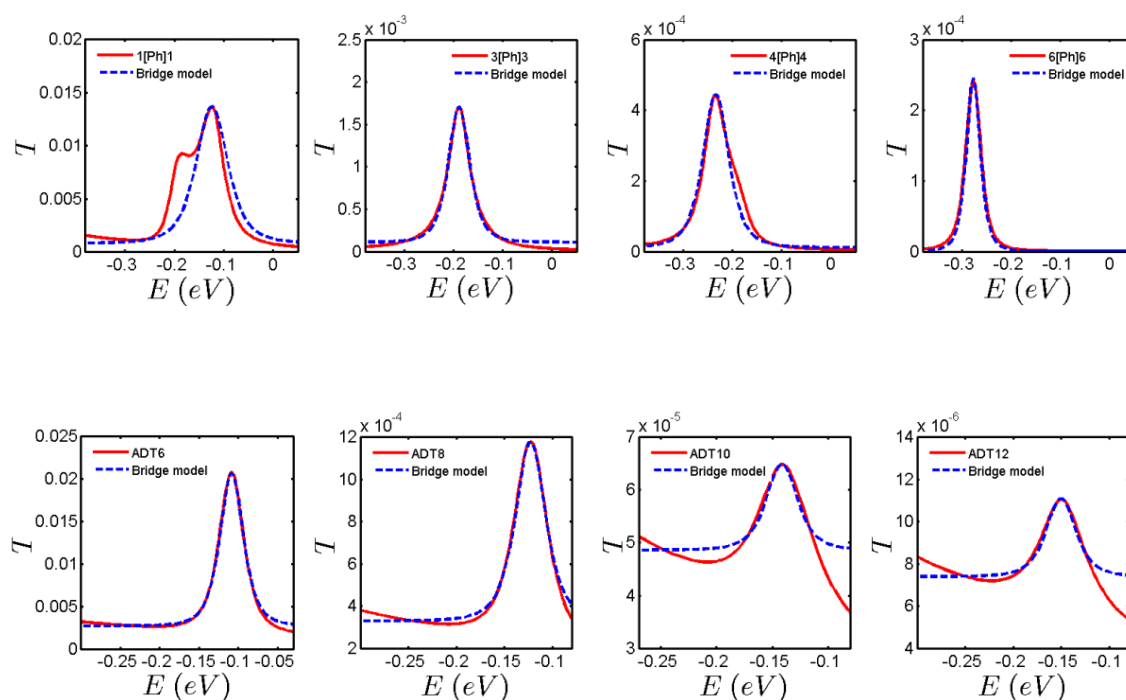 0.02
0.015
0.01
0.005
0
T
1[Ph]1
Bridge model
-0.3 -0.2 -0.1 0
E (eV)
x 10⁻³
2.5
2
1.5
1
0.5
0
T
3[Ph]3
Bridge model
-0.3 -0.2 -0.1 0
E (eV)
x 10⁻⁴
6
4
2
0
T
4[Ph]4
Bridge model
-0.3 -0.2 -0.1 0
E (eV)
x 10⁻⁴
3
2
1
0
T
6[Ph]6
Bridge model
-0.3 -0.2 -0.1 0
E (eV)
0.025
0.02
0.015
0.01
0.005
0
T
ADT6
Bridge model
-0.25 -0.2 -0.15 -0.1 -0.05
E (eV)
x 10⁻⁴
12
10
8
6
4
2
T
ADT8
Bridge model
-0.25 -0.2 -0.15 -0.1
E (eV)
x 10⁻⁵
7
6
5
4
3
T
ADT10
Bridge model
-0.25 -0.2 -0.15 -0.1
E (eV)
x 10⁻⁶
14
12
10
8
6
4
T
ADT12
Bridge model
-0.25 -0.2 -0.15 -0.1
E (eV)